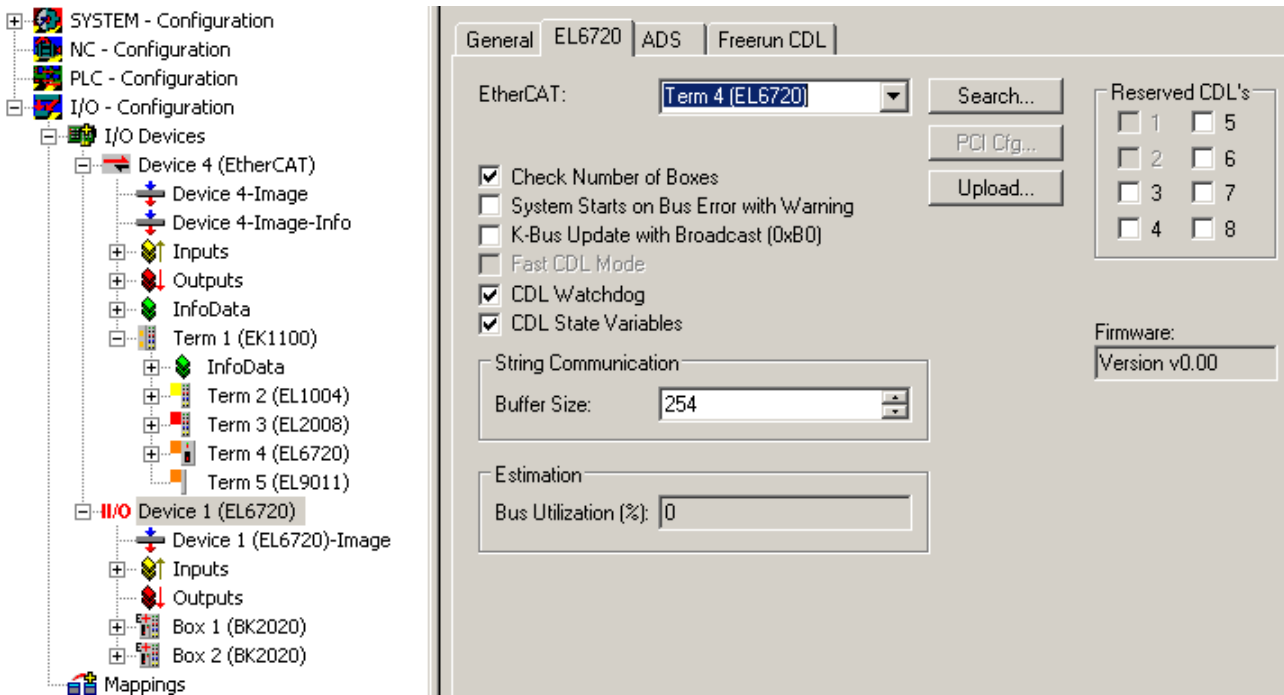 SYSTEM - Configuration
NC - Configuration
PLC - Configuration
I/O - Configuration
I/O Devices
Device 4 (EtherCAT)
Device 4-Image
Device 4-Image-Info
Inputs
Outputs
InfoData
Term 1 (EK1100)
InfoData
Term 2 (EL1004)
Term 3 (EL2008)
Term 4 (EL6720)
Term 5 (EL9011)
I/O Device 1 (EL6720)
Device 1 (EL6720)-Image
Inputs
Outputs
Box 1 (BK2020)
Box 2 (BK2020)
Mappings
General EL6720 ADS Freerun CDL
EtherCAT: Term 4 (EL6720) Search...
PCI Cfg...
Upload...
Check Number of Boxes
System Starts on Bus Error with Warning
K-Bus Update with Broadcast (0xB0)
Fast CDL Mode
CDL Watchdog
CDL State Variables
String Communication
Buffer Size: 254
Estimation
Bus Utilization (%): 0
Reserved CDL's
1 5
2 6
3 7
4 8
Firmware:
Version v0.00